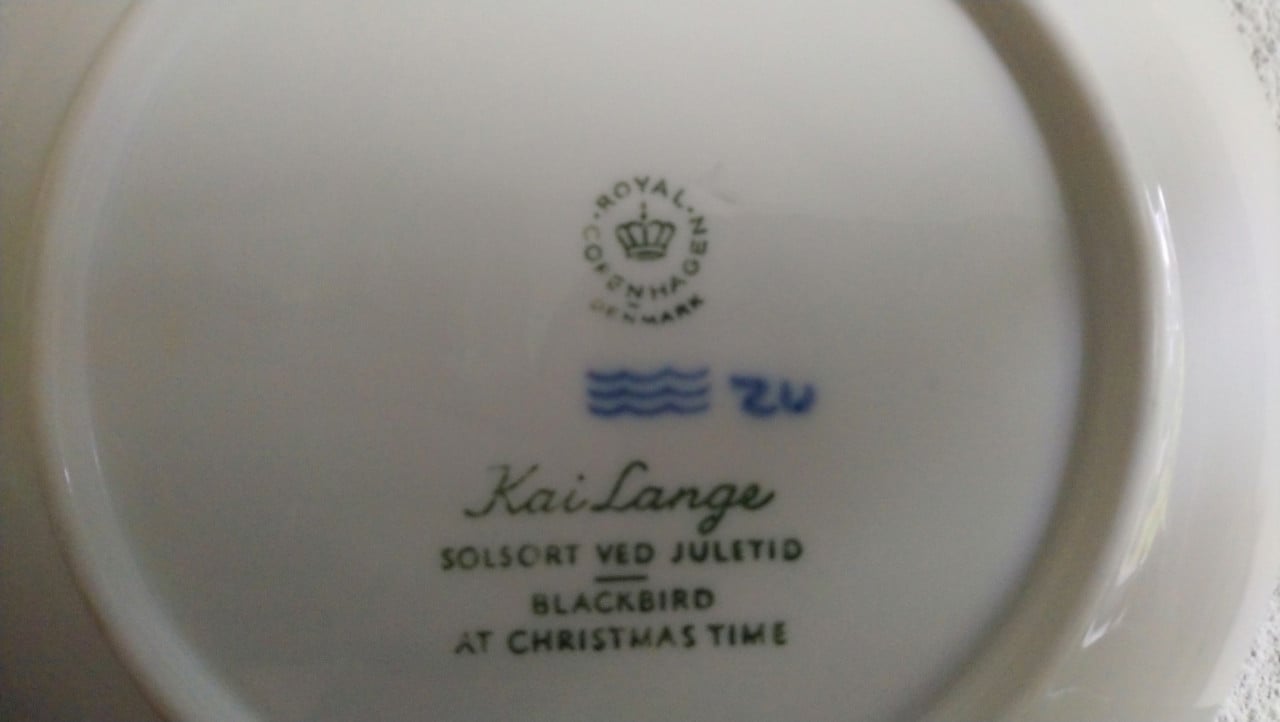 ROYAL COPENHAGEN
DENMARK
ZU
Kai Lange
SOLSORT VED JULETID
BLACKBIRD
AT CHRISTMAS TIME